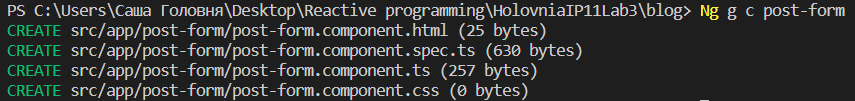 PS C:\Users\Саша Головня\Desktop\Reactive programming\HolovniaIP11Lab3\blog> Ng g c post-form
CREATE src/app/post-form/post-form.component.html (25 bytes)
CREATE src/app/post-form/post-form.component.spec.ts (630 bytes)
CREATE src/app/post-form/post-form.component.ts (257 bytes)
CREATE src/app/post-form/post-form.component.css (0 bytes)